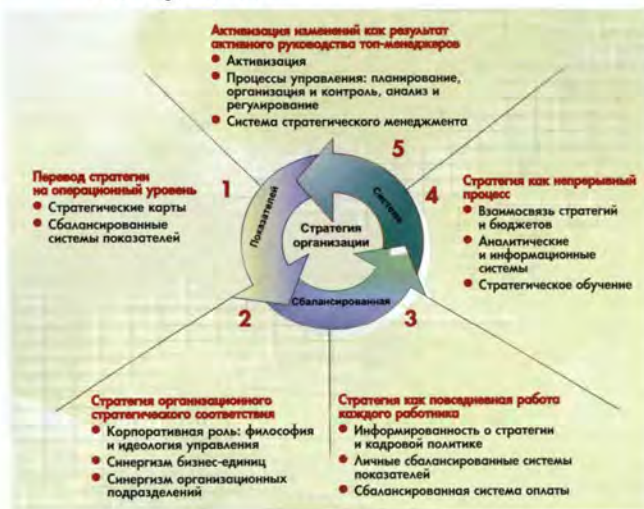 Активизация изменений как результат
активного руководства топ-менеджеров
• Активизация
• Процессы управления: планирование,
организация и контроль, анализ и
регулирование
• Система стратегического менеджмента
5
Перевод стратегии
на операционный уровень
• Стратегические карты
• Сбалансированные
системы показателей
1
Показателей
Система
Стратегия
организации
Сбалансированная
4
Стратегия как непрерывный
процесс
• Взаимосвязь стратегий
и бюджетов
• Аналитические
и информационные
системы
• Стратегическое обучение
2
3
Стратегия организационного
стратегического соответствия
• Корпоративная роль: философия
и идеология управления
• Синергизм бизнес-единиц
• Синергизм организационных
подразделений
Стратегия как повседневная работа
каждого работника
• Информированность о стратегии
и кадровой политике
• Личные сбалансированные системы
показателей
• Сбалансированная система оплаты